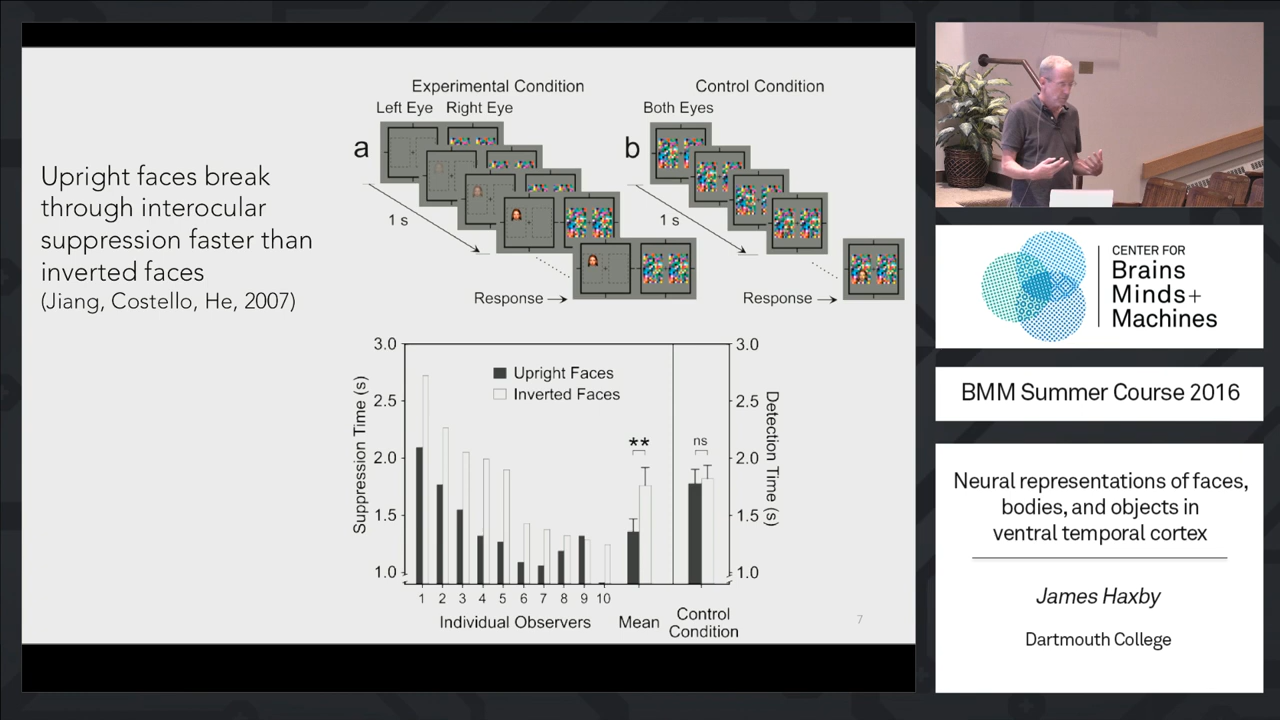 Upright faces break
through interocular
suppression faster than
inverted faces
(Jiang, Costello, He, 2007)
Experimental Condition
Left Eye Right Eye
a
1 s
Response
Control Condition
Both Eyes
b
1 s
Response
Suppression Time (s)
3.0
2.5
2.0
1.5
1.0
Upright Faces
Inverted Faces
**
ns
3.0
2.5
2.0
1.5
1.0
Detection Time (s)
1 2 3 4 5 6 7 8 9 10
Individual Observers
Mean
Control
Condition
7
CENTER FOR
Brains
Minds+
Machines
BMM Summer Course 2016
Neural representations of faces,
bodies, and objects in
ventral temporal cortex
James Haxby
Dartmouth College